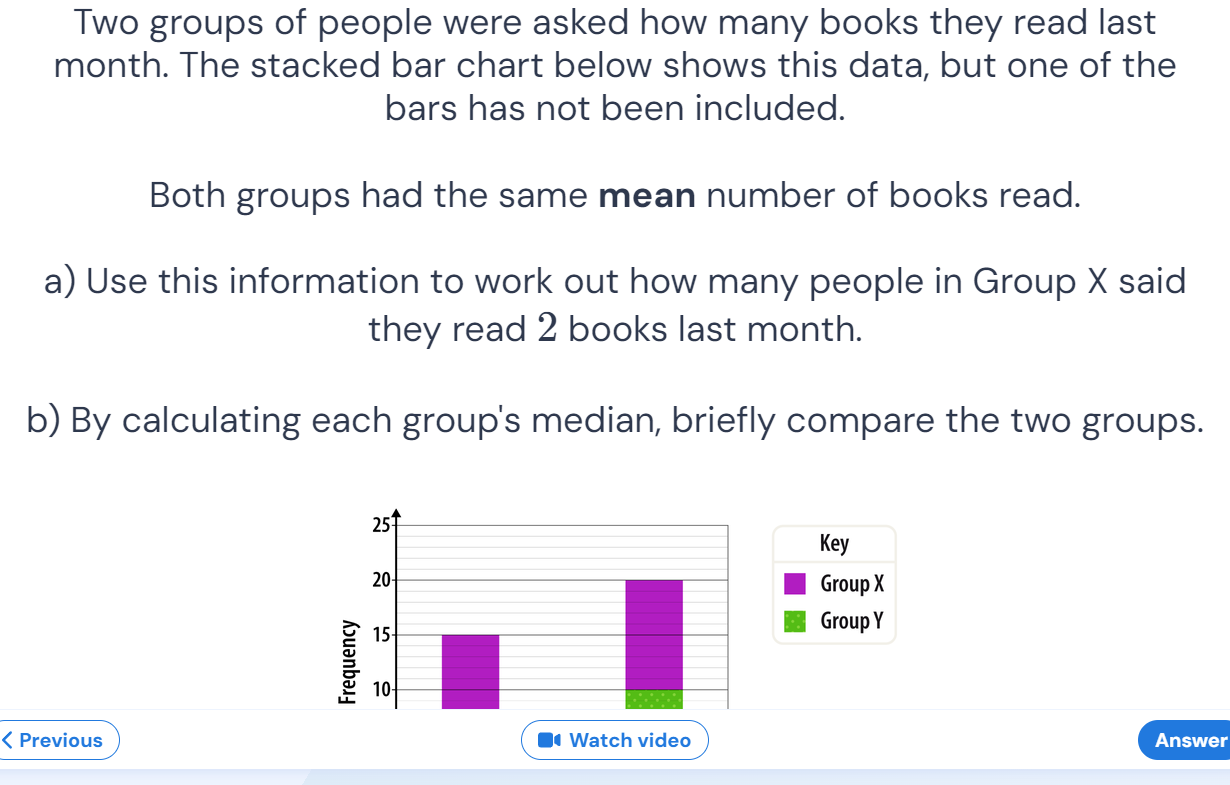 Two groups of people were asked how many books they read last
month. The stacked bar chart below shows this data, but one of the
bars has not been included.
Both groups had the same mean number of books read.
a) Use this information to work out how many people in Group X said
they read 2 books last month.
b) By calculating each group's median, briefly compare the two groups.
25
20
15
10
Frequency
Key
Group X
Group Y
Previous
Watch video
Answer